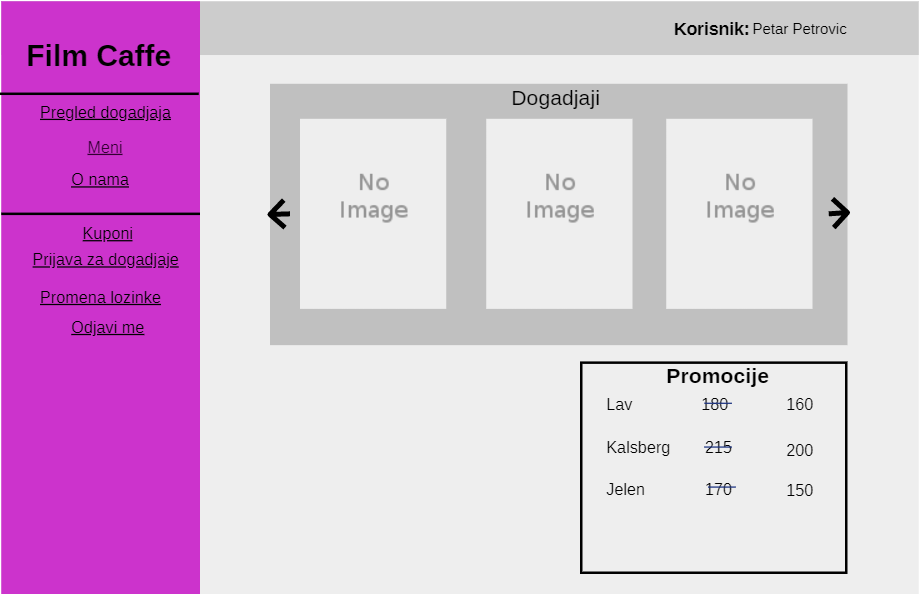 Film Caffe
Korisnik: Petar Petrovic
Pregled dogadjaja
Meni
O nama
Kuponi
Prijava za dogadjaje
Promena lozinke
Odjavi me
Dogadjaji
No
Image
No
Image
No
Image
Promocije
Lav 180 160
Kalsberg 215 200
Jelen 170 150